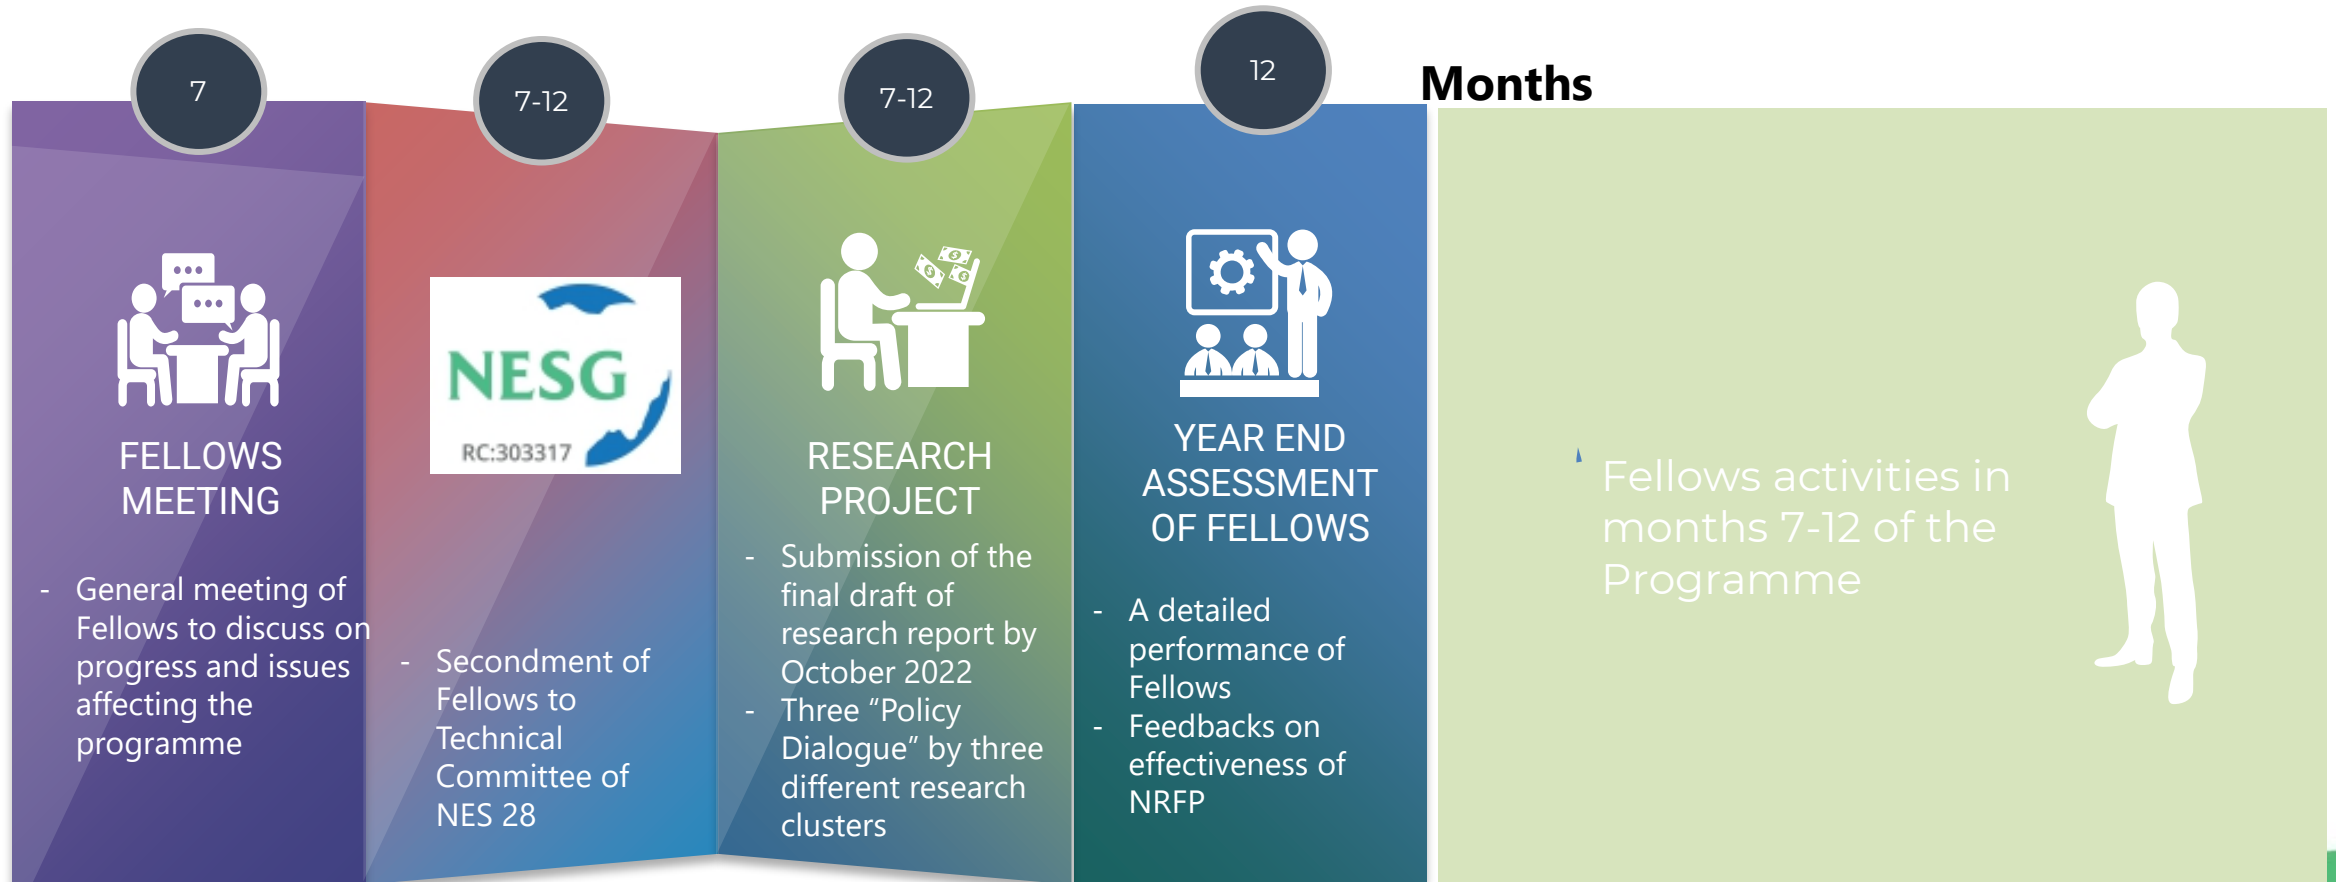 7
7-12
7-12
12
Months
FELLOWS
MEETING
- General meeting of
Fellows to discuss on
progress and issues
affecting the
programme
NESG
RC:303317
- Secondment of
Fellows to
Technical
Committee of
NES 28
RESEARCH
PROJECT
- Submission of the
final draft of
research report by
October 2022
- Three “Policy
Dialogue” by three
different research
clusters
YEAR END
ASSESSMENT
OF FELLOWS
- A detailed
performance of
Fellows
- Feedbacks on
effectiveness of
NRFP
Fellows activities in
months 7-12 of the
Programme